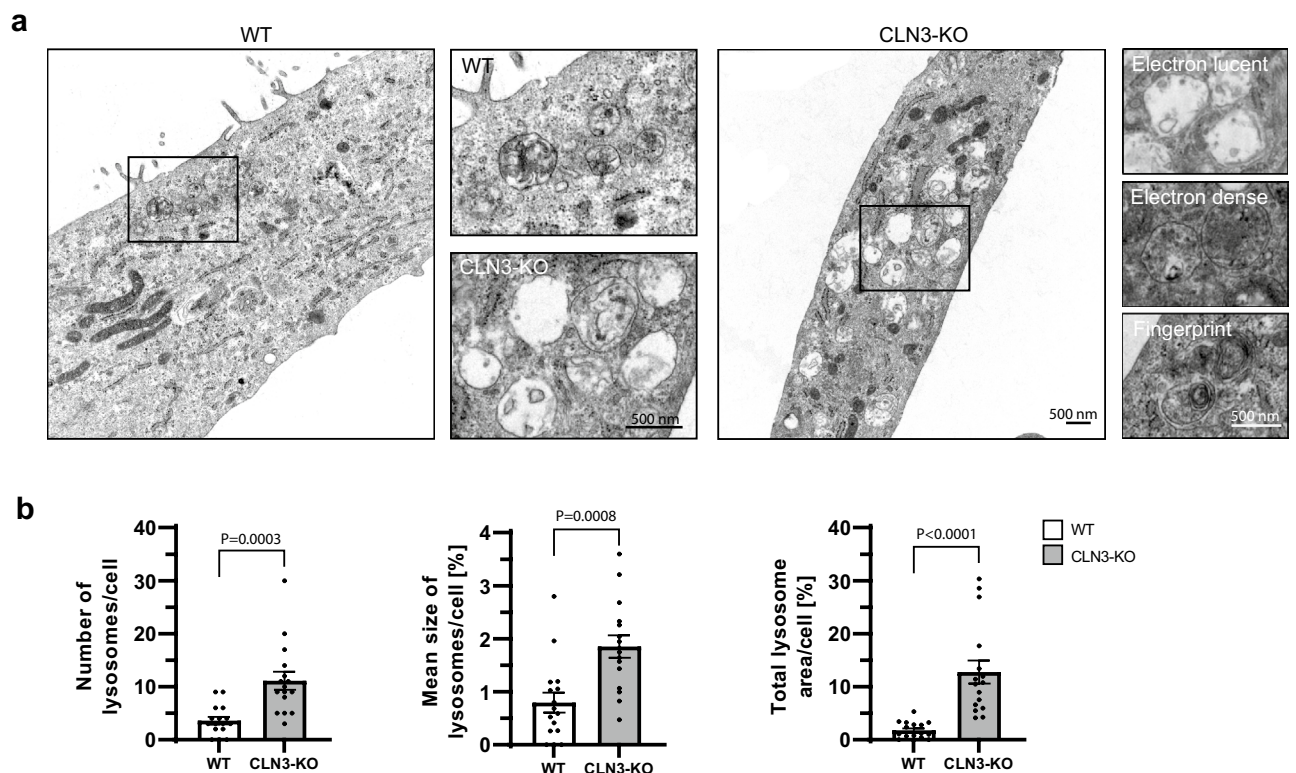 a
WT
CLN3-KO
WT
CLN3-KO
500 nm
500 nm
Electron lucent
Electron dense
Fingerprint
500 nm
b
Number of
lysosomes/cell
40
30
20
10
0
P=0.0003
WT
CLN3-KO
Mean size of
lysosomes/cell [%]
4
3
2
1
0
P=0.0008
WT
CLN3-KO
Total lysosome
area/cell [%]
40
30
20
10
0
P<0.0001
WT
CLN3-KO
WT
CLN3-KO